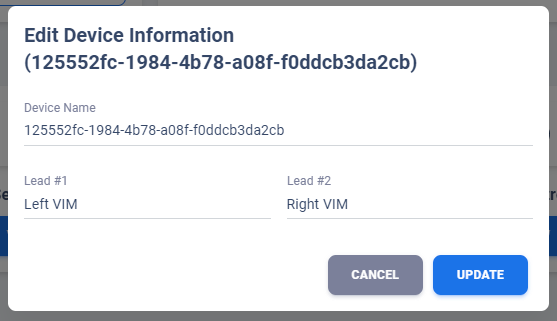 Edit Device Information
(125552fc-1984-4b78-a08f-f0ddcb3da2cb)
Device Name
125552fc-1984-4b78-a08f-f0ddcb3da2cb
Lead #1
Lead #2
Left VIM
Right VIM
CANCEL
UPDATE